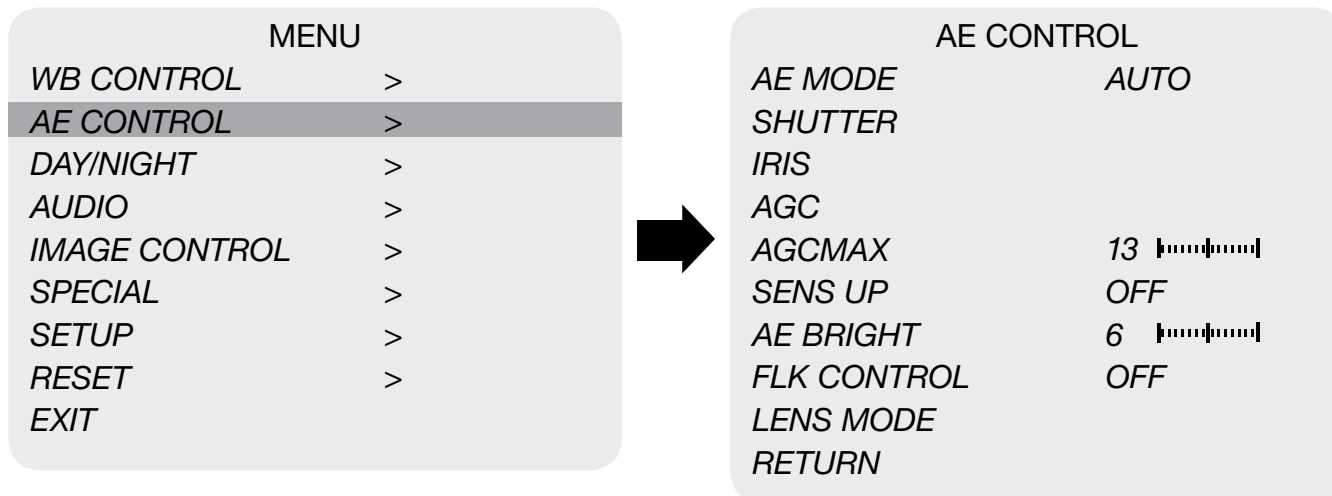 MENU
WB CONTROL >
AE CONTROL >
DAY/NIGHT >
AUDIO >
IMAGE CONTROL >
SPECIAL >
SETUP >
RESET >
EXIT
AE CONTROL
AE MODE AUTO
SHUTTER
IRIS
AGC
AGCMAX 13
SENS UP OFF
AE BRIGHT 6
FLK CONTROL OFF
LENS MODE
RETURN